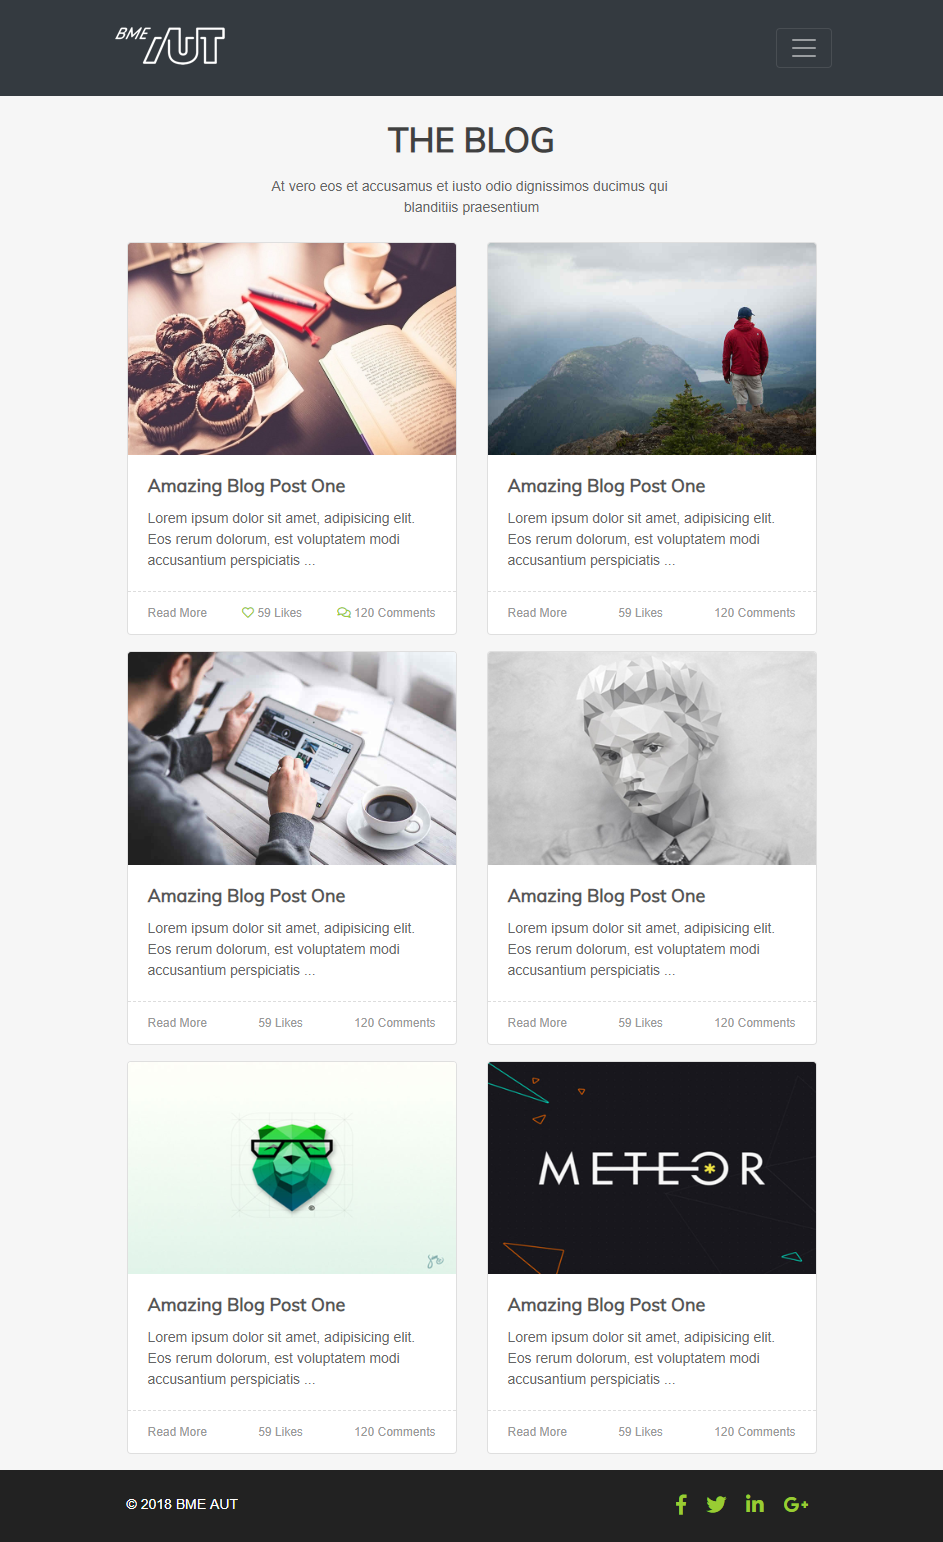 BME AUT
THE BLOG
At vero eos et accusamus et iusto odio dignissimos ducimus qui
blanditiis praesentium
Amazing Blog Post One
Lorem ipsum dolor sit amet, adipisicing elit.
Eos rerum dolorum, est voluptatem modi
accusantium perspiciatis ...
Read More 59 Likes 120 Comments
Amazing Blog Post One
Lorem ipsum dolor sit amet, adipisicing elit.
Eos rerum dolorum, est voluptatem modi
accusantium perspiciatis ...
Read More 59 Likes 120 Comments
Amazing Blog Post One
Lorem ipsum dolor sit amet, adipisicing elit.
Eos rerum dolorum, est voluptatem modi
accusantium perspiciatis ...
Read More 59 Likes 120 Comments
Amazing Blog Post One
Lorem ipsum dolor sit amet, adipisicing elit.
Eos rerum dolorum, est voluptatem modi
accusantium perspiciatis ...
Read More 59 Likes 120 Comments
Amazing Blog Post One
Lorem ipsum dolor sit amet, adipisicing elit.
Eos rerum dolorum, est voluptatem modi
accusantium perspiciatis ...
Read More 59 Likes 120 Comments
METEOR
Amazing Blog Post One
Lorem ipsum dolor sit amet, adipisicing elit.
Eos rerum dolorum, est voluptatem modi
accusantium perspiciatis ...
Read More 59 Likes 120 Comments
© 2018 BME AUT